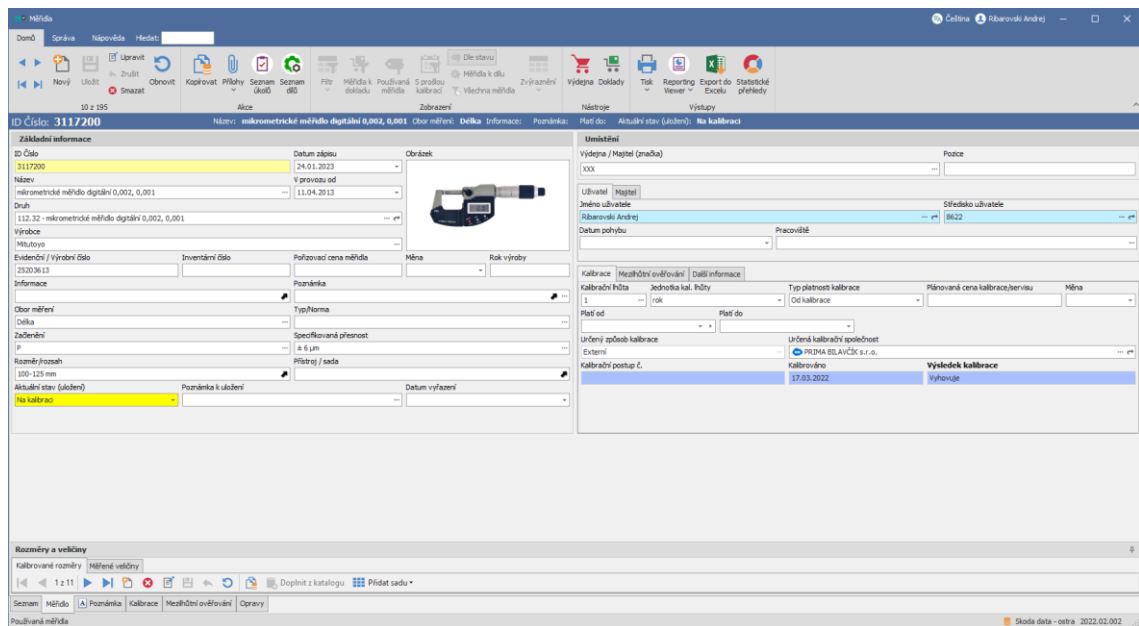 Měřidla
Čeština Ribarovski Andrej
Domů Správa Nápověda Hledat:
Nový Uložit Upravit Zrušit Smazat Obnovit Kopírovat Přílohy Seznam úkolů Seznam dílů Filtr Měřidla k dokladu Používaná měřidla S prošlou kalibrací Dle stavu Měřidla k dílu Všechna měřidla Zvýraznění Výdejna Doklady Tisk Reporting Viewer Export do Excelu Statistické přehledy
10 z 195 Akce Zobrazení Nástroje Výstupy
ID Číslo: 3117200 Název: mikrometrické měřidlo digitální 0,002, 0,001 Obor měření: Délka Informace: Poznámka: Platí do: Aktuální stav (uložení): Na kalibraci
Základní informace
ID Číslo Datum zápisu Obrázek
3117200 24.01.2023
Název V provozu od
mikrometrické měřidlo digitální 0,002, 0,001 11.04.2013
Druh
112.32 - mikrometrické měřidlo digitální 0,002, 0,001
Výrobce
Mitutoyo
Evidenční / Výrobní číslo Inventární číslo Pořizovací cena měřidla Měna Rok výroby
25203613
Informace Poznámka
Obor měření Typ/Norma
Délka
Začlenění Specifikovaná přesnost
P ± 6 µm
Rozměr/rozsah Přístroj / sada
100-125 mm
Aktuální stav (uložení) Poznámka k uložení Datum vyřazení
Na kalibraci
Umístění
Výdejna / Majitel (značka) Pozice
XXX
Uživatel Majitel
Jméno uživatele Středisko uživatele
Ribarovski Andrej 8622
Datum pohybu Pracoviště
Kalibrace Mezilhůtní ověřování Další informace
Kalibrační lhůta Jednotka kal. lhůty Typ platnosti kalibrace Plánovaná cena kalibrace/servisu Měna
1 rok Od kalibrace
Platí od Platí do
Určený způsob kalibrace Určená kalibrační společnost
Externí PRIMA BILAVČÍK s.r.o.
Kalibrační postup č. Kalibrováno Výsledek kalibrace
17.03.2022 Vyhovuje
Rozměry a veličiny
Kalibrované rozměry Měřené veličiny
1 z 11 Doplnit z katalogu Přidat sadu
Seznam Měřidlo A Poznámka Kalibrace Mezilhůtní ověřování Opravy
Používaná měřidla Skoda data - ostra 2022.02.002